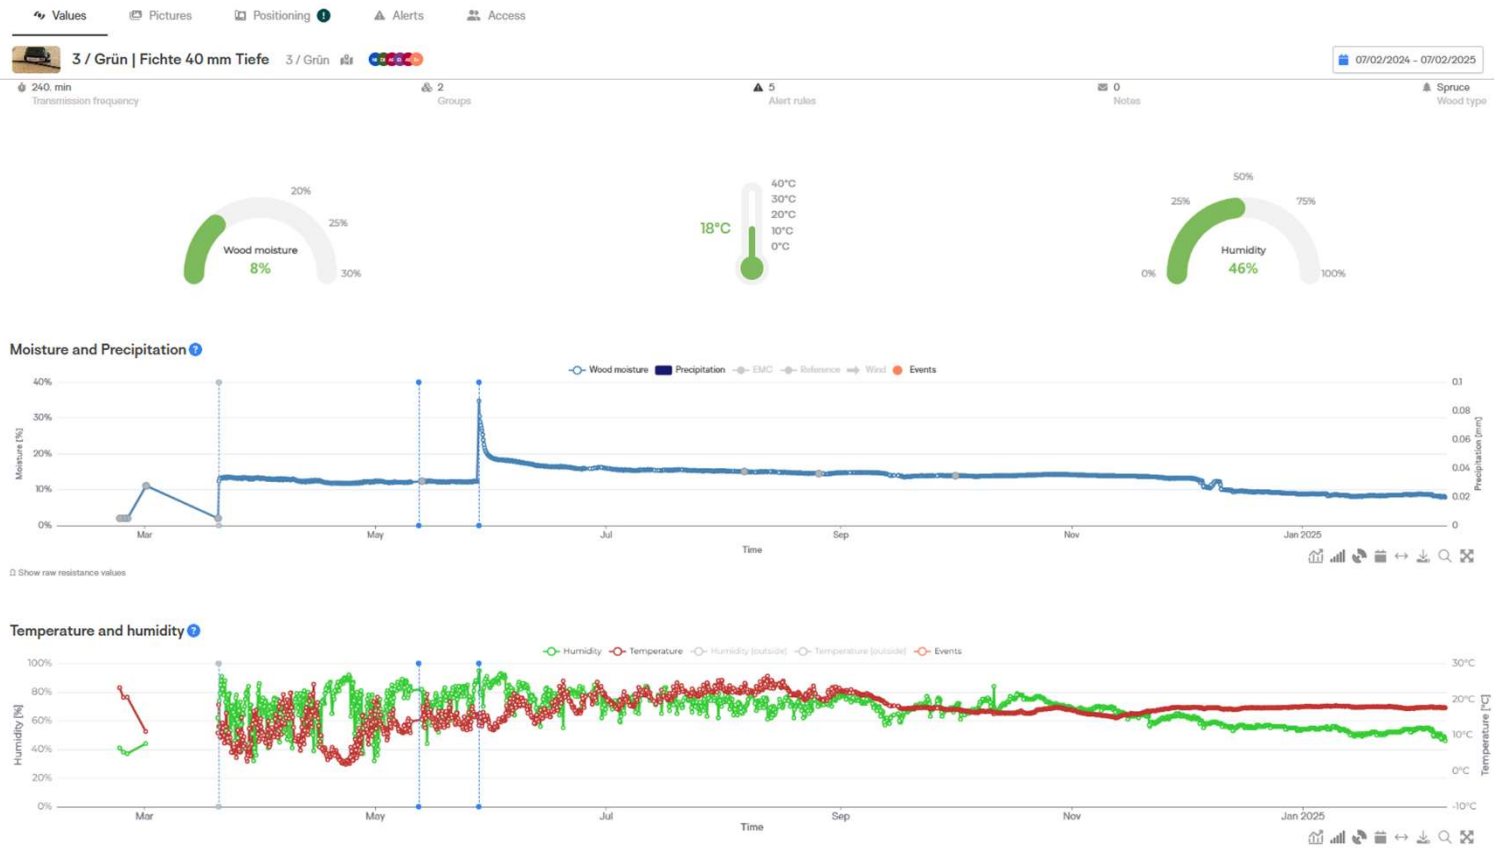 Values Pictures Positioning ! Alerts Access
3 / Grün | Fichte 40 mm Tiefe 3 / Grün 07/02/2024 - 07/02/2025
240. min 2 5 0 Spruce
Transmission frequency Groups Alert rules Notes Wood type
20%
25%
30%
Wood moisture
8%
18°C
40°C
30°C
20°C
10°C
0°C
50%
25% 75%
Humidity
46%
0% 100%
Moisture and Precipitation ?
Wood moisture Precipitation EMC Reference Wind Events
40%
30%
20%
10%
0%
Moisture [%]
0.1
0.08
0.06
0.04
0.02
0
Precipitation [mm]
Mar May Jul Sep Nov Jan 2025
Time
Ω Show raw resistance values
Temperature and humidity ?
Humidity Temperature Humidity (outside) Temperature (outside) Events
100%
80%
60%
40%
20%
0%
Humidity [%]
30°C
20°C
10°C
0°C
-10°C
Temperature [°C]
Mar May Jul Sep Nov Jan 2025
Time